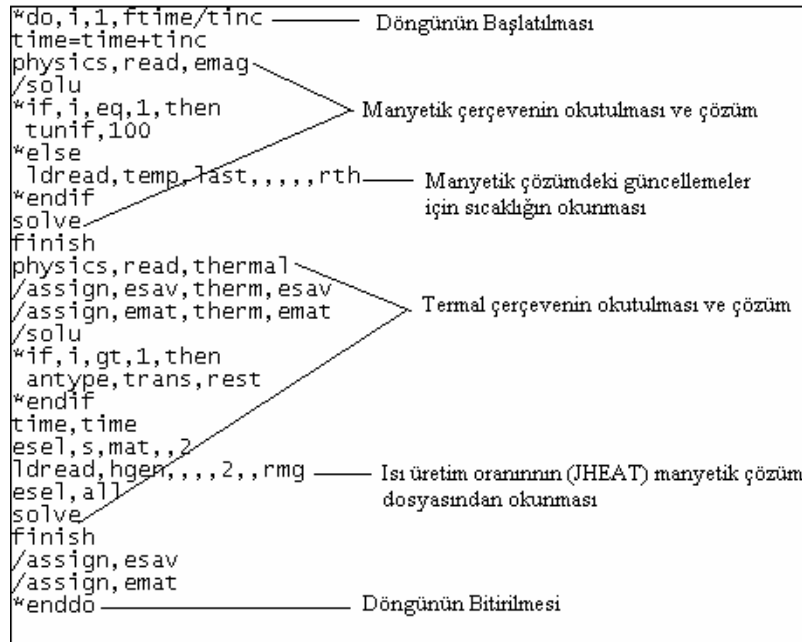 *do,i,1,ftime/tinc
Döngünün Başlatılması
time=time+tinc
physics,read,emag
/solu
*if,i,eq,1,then
Manyetik çerçevenin okutulması ve çözüm
tunif,100
*else
ldread,temp,last,,,,,rth
Manyetik çözümdeki güncellemeler
için sıcaklığın okunması
*endif
solve
finish
physics,read,thermal
/assign,esav,therm,esav
/assign,emat,therm,emat
Termal çerçevenin okutulması ve çözüm
/solu
*if,i,gt,1,then
antype,trans,rest
*endif
time,time
esel,s,mat,,2
ldread,hgen,,,,2,,rmg
Isı üretim oranınnın (JHEAT) manyetik çözüm
dosyasından okunması
esel,all
solve
finish
/assign,esav
/assign,emat
*enddo
Döngünün Bitirilmesi